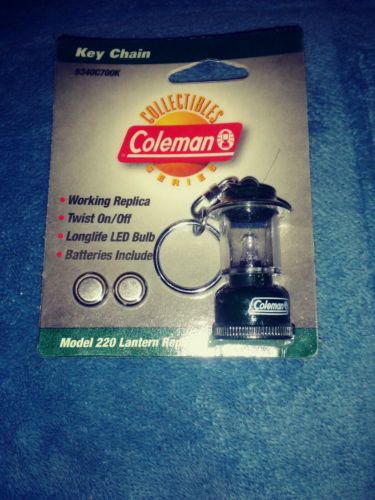 Key Chain
5340C700K
COLLECTIBLES
Coleman
SERIES
• Working Replica
• Twist On/Off
• Longlife LED Bulb
• Batteries Include
Coleman
Model 220 Lantern Rep